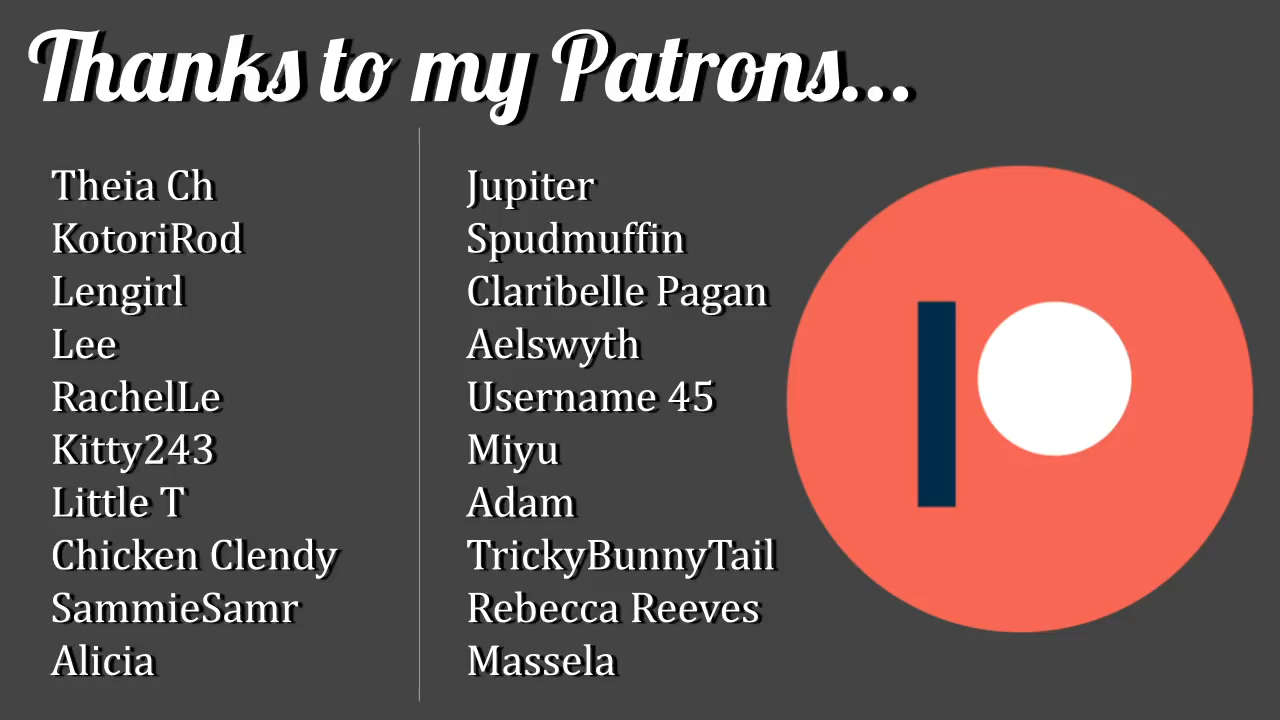 Thanks to my Patrons...
Theia Ch
KotoriRod
Lengirl
Lee
RachelLe
Kitty243
Little T
Chicken Clendy
SammieSamr
Alicia
Jupiter
Spudmuffin
Claribelle Pagan
Aelswyth
Username 45
Miyu
Adam
TrickyBunnyTail
Rebecca Reeves
Massela